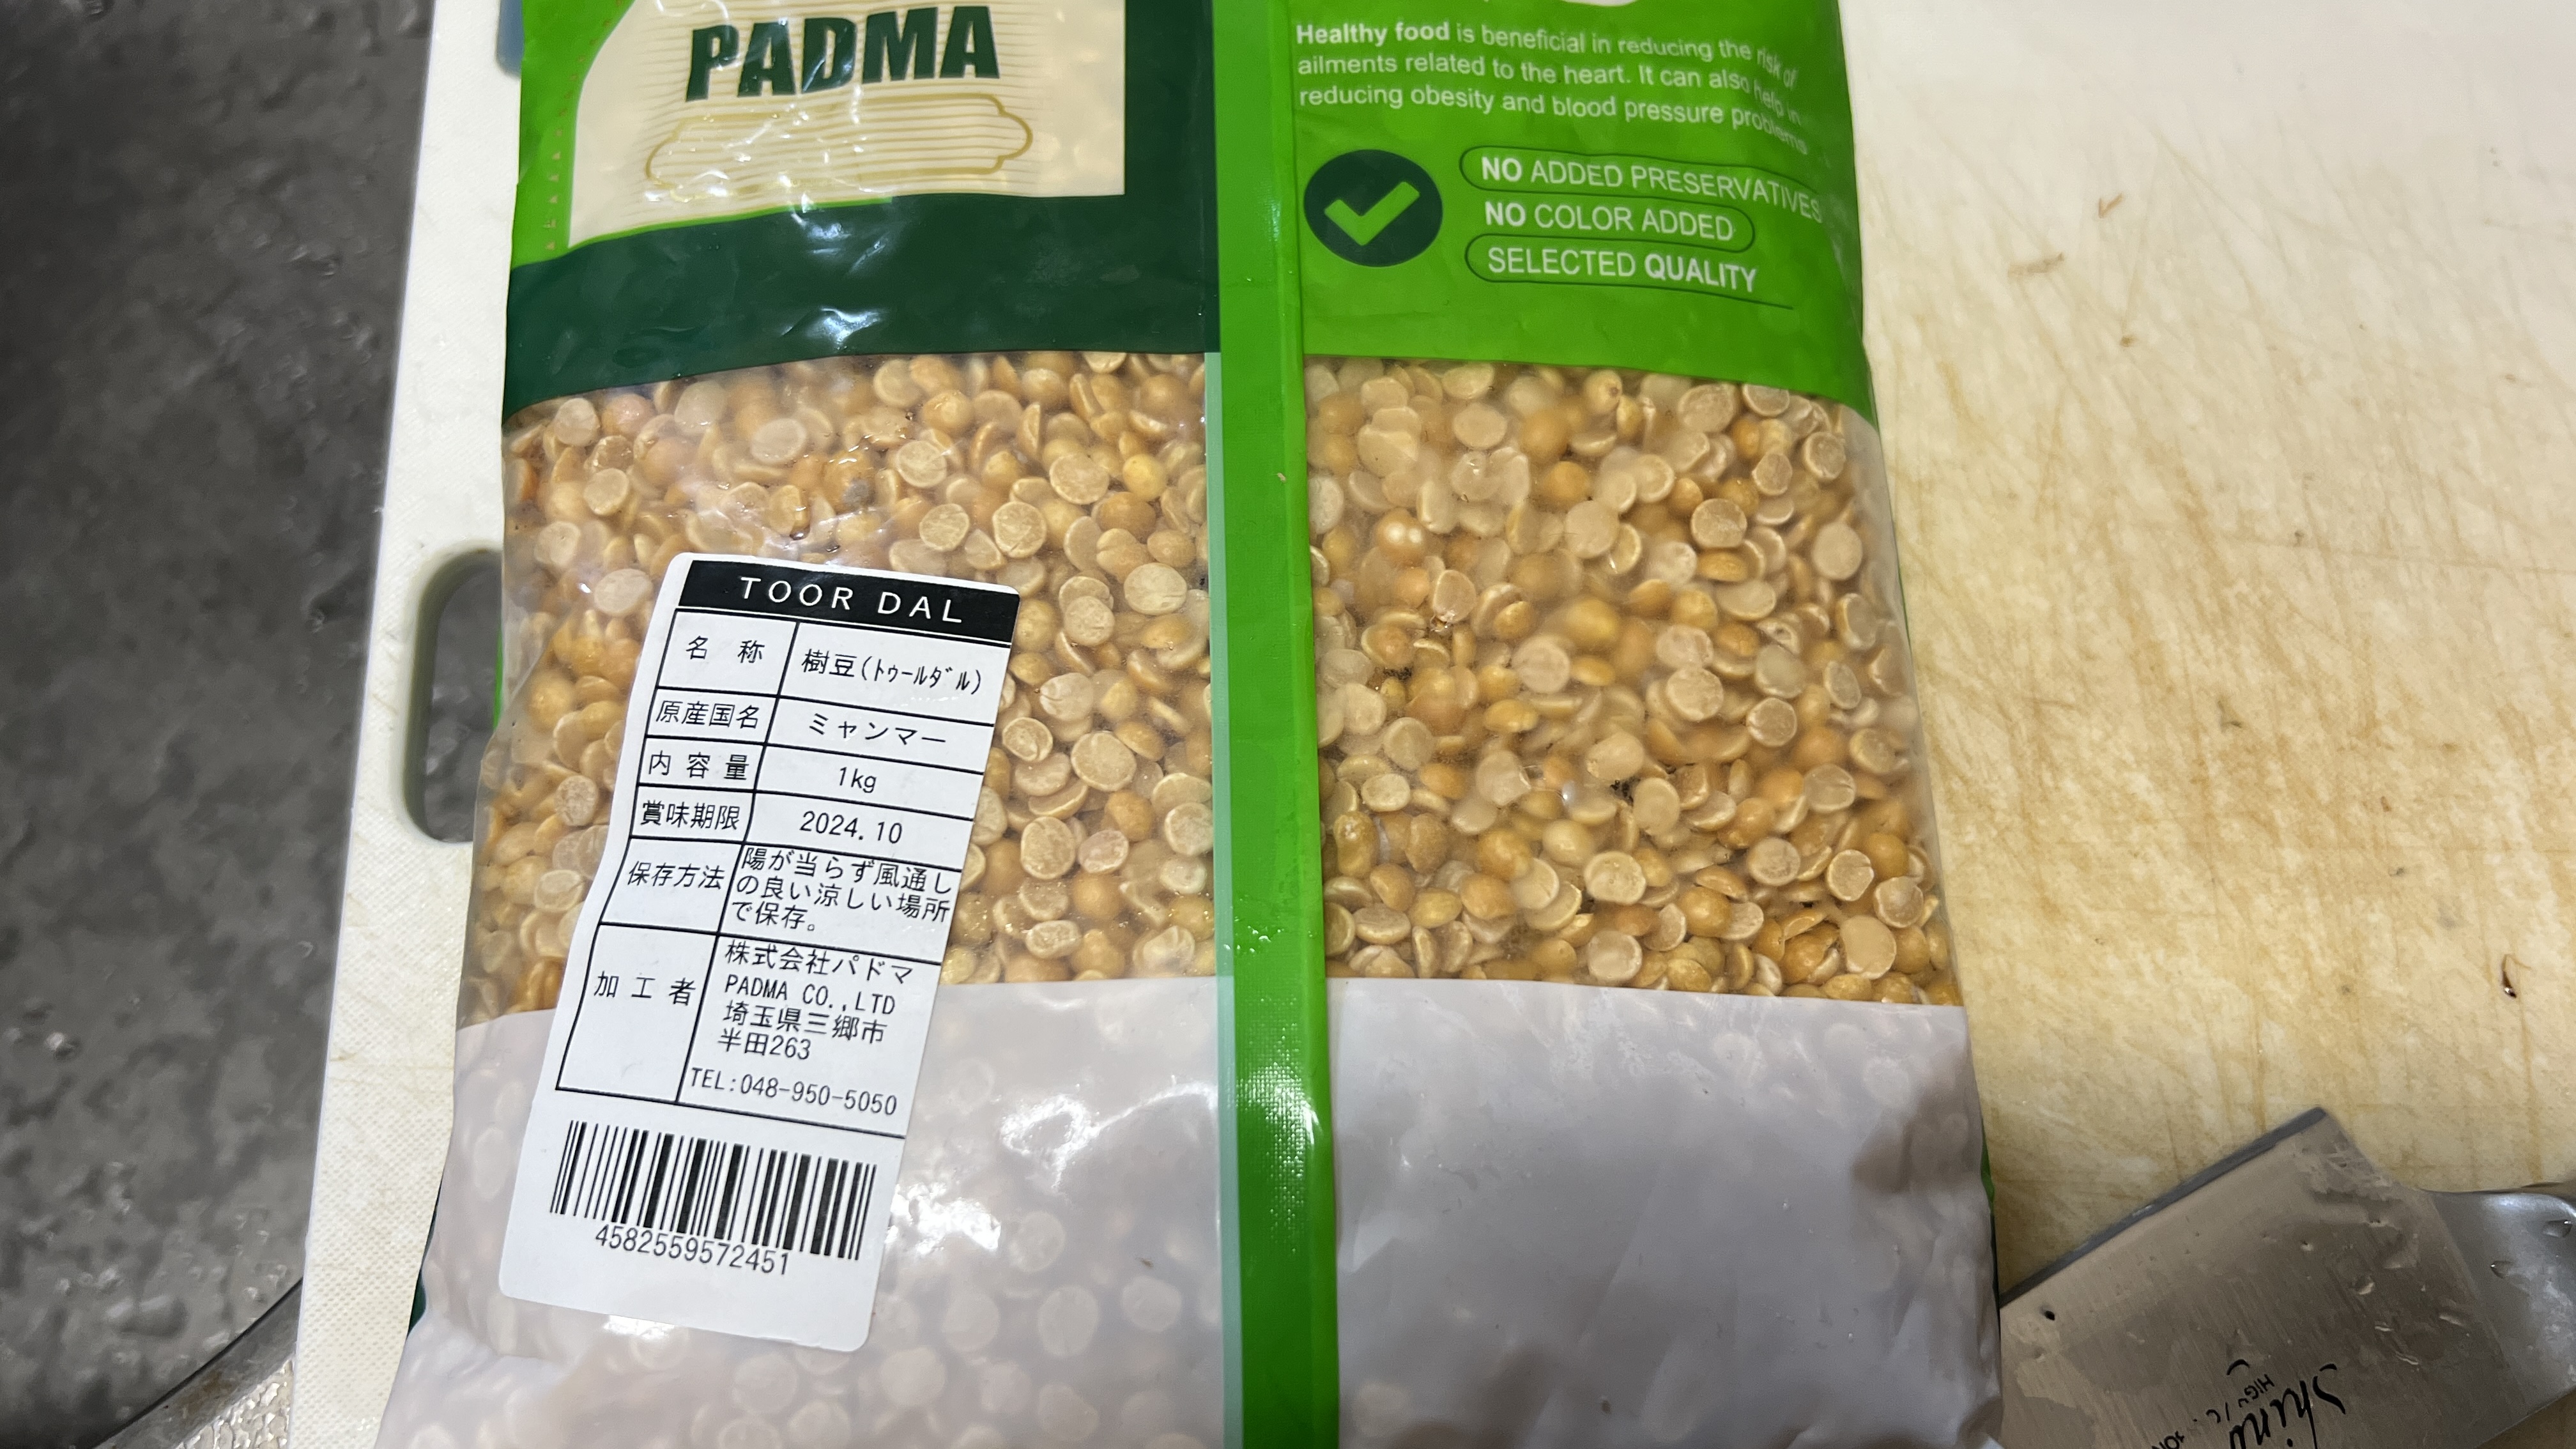 PADMA
Healthy food is beneficial in reducing the risk of
ailments related to the heart. It can also help in
reducing obesity and blood pressure problems
NO ADDED PRESERVATIVES
NO COLOR ADDED
SELECTED QUALITY
TOOR DAL
名 称 樹豆(トゥールダル)
原産国名 ミャンマー
内 容 量 1kg
賞味期限 2024.10
保存方法 陽が当らず風通し
の良い涼しい場所
で保存。
加 工 者 株式会社パドマ
PADMA CO.,LTD
埼玉県三郷市
半田263
TEL:048-950-5050
4582559572451